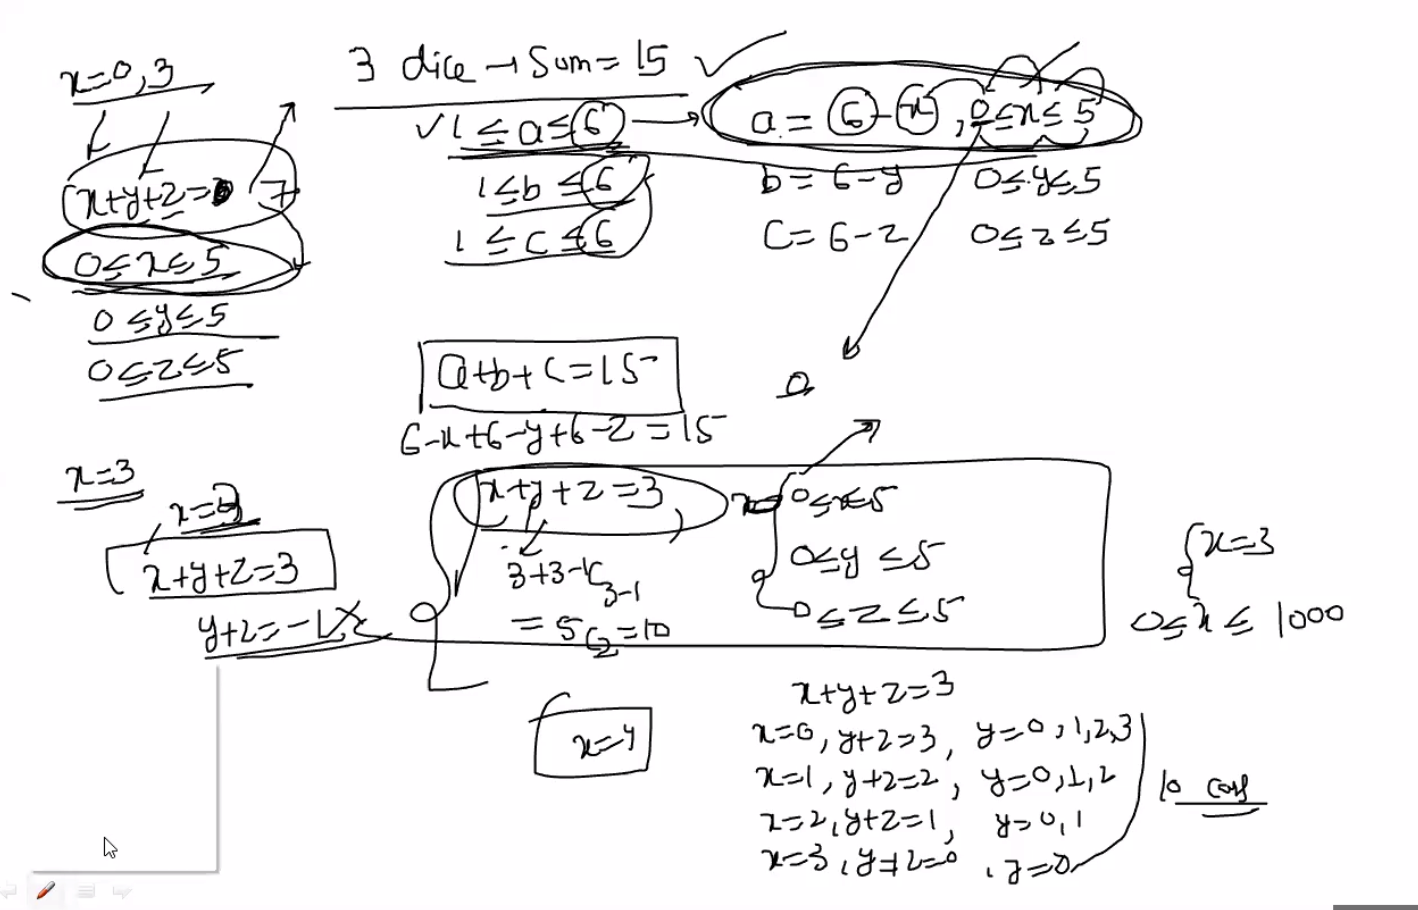 x=0,3
3 dice → Sum=15
1≤a≤6
a=6-x, 0≤x≤5
x+y+z= 7
1≤b≤6
b=6-y 0≤y≤5
0≤x≤5
1≤c≤6
c=6-z 0≤z≤5
0≤y≤5
0≤z≤5
a+b+c=15
0
6-x+6-y+6-z=15
x=3
x+y+z=3
0≤x≤5
x+y+z=3
3+3-1C3-1
0≤y≤5
x=3
y+z=-1
=5C2=10
0≤z≤5
0≤x≤1000
x=4
x+y+z=3
x=0, y+z=3, y=0,1,2,3
x=1, y+z=2, y=0,1,2
10
x=2, y+z=1, y=0,1
x=3, y+z=0, y=0